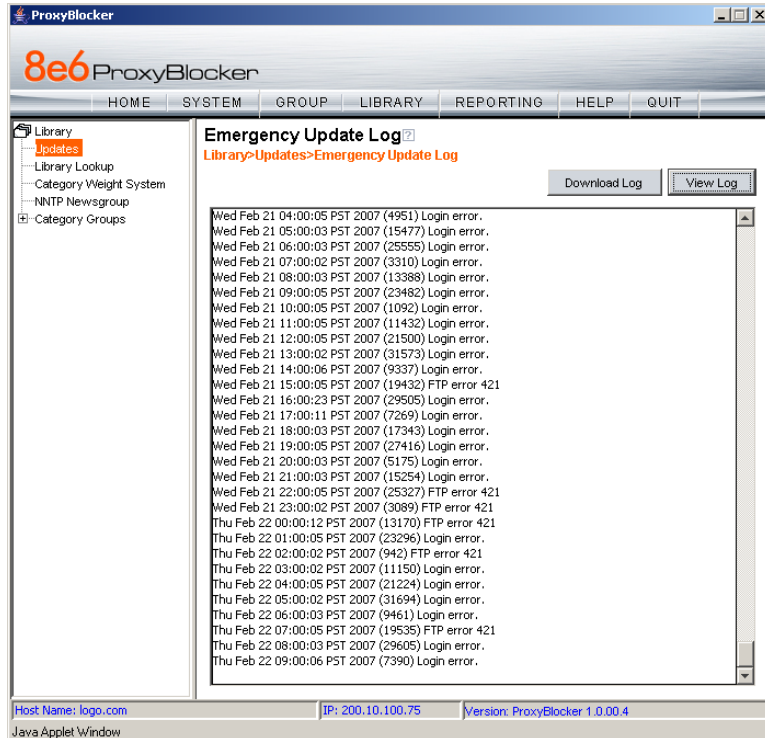 ProxyBlocker
8e6 ProxyBlocker
HOME SYSTEM GROUP LIBRARY REPORTING HELP QUIT
Library
Updates
Library Lookup
Category Weight System
NNTP Newsgroup
Category Groups
Emergency Update Log
Library>Updates>Emergency Update Log
Download Log View Log
Wed Feb 21 04:00:05 PST 2007 (4951) Login error.
Wed Feb 21 05:00:03 PST 2007 (15477) Login error.
Wed Feb 21 06:00:03 PST 2007 (25555) Login error.
Wed Feb 21 07:00:02 PST 2007 (3310) Login error.
Wed Feb 21 08:00:03 PST 2007 (13388) Login error.
Wed Feb 21 09:00:05 PST 2007 (23482) Login error.
Wed Feb 21 10:00:05 PST 2007 (1092) Login error.
Wed Feb 21 11:00:05 PST 2007 (11432) Login error.
Wed Feb 21 12:00:05 PST 2007 (21500) Login error.
Wed Feb 21 13:00:02 PST 2007 (31573) Login error.
Wed Feb 21 14:00:06 PST 2007 (9337) Login error.
Wed Feb 21 15:00:05 PST 2007 (19432) FTP error 421
Wed Feb 21 16:00:23 PST 2007 (29505) Login error.
Wed Feb 21 17:00:11 PST 2007 (7269) Login error.
Wed Feb 21 18:00:03 PST 2007 (17343) Login error.
Wed Feb 21 19:00:05 PST 2007 (27416) Login error.
Wed Feb 21 20:00:03 PST 2007 (5175) Login error.
Wed Feb 21 21:00:03 PST 2007 (15254) Login error.
Wed Feb 21 22:00:05 PST 2007 (25327) FTP error 421
Wed Feb 21 23:00:02 PST 2007 (3089) FTP error 421
Thu Feb 22 00:00:12 PST 2007 (13170) FTP error 421
Thu Feb 22 01:00:05 PST 2007 (23296) Login error.
Thu Feb 22 02:00:02 PST 2007 (942) FTP error 421
Thu Feb 22 03:00:02 PST 2007 (11150) Login error.
Thu Feb 22 04:00:05 PST 2007 (21224) Login error.
Thu Feb 22 05:00:02 PST 2007 (31694) Login error.
Thu Feb 22 06:00:03 PST 2007 (9461) Login error.
Thu Feb 22 07:00:05 PST 2007 (19535) FTP error 421
Thu Feb 22 08:00:03 PST 2007 (29605) Login error.
Thu Feb 22 09:00:06 PST 2007 (7390) Login error.
Host Name: logo.com IP: 200.10.100.75 Version: ProxyBlocker 1.0.00.4
Java Applet Window